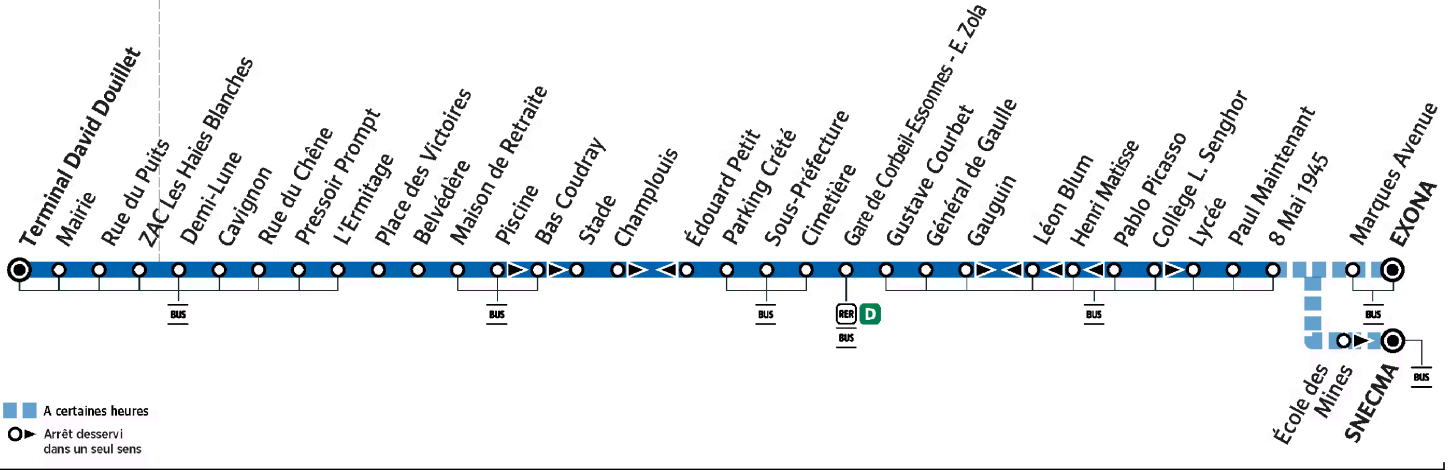 Terminal David Douillet
Mairie
Rue du Puits
ZAC Les Haies Blanches
Demi-Lune
Cavignon
Rue du Chêne
Pressoir Prompt
L'Ermitage
Place des Victoires
Belvédère
Maison de Retraite
Piscine
Bas Coudray
Stade
Champlouis
Édouard Petit
Parking Crété
Sous-Préfecture
Cimetière
Gare de Corbeil-Essonnes - E. Zola
Gustave Courbet
Général de Gaulle
Gauguin
Léon Blum
Henri Matisse
Pablo Picasso
Collège L. Senghor
Lycée
Paul Maintenant
8 Mai 1945
Marques Avenue
EXONA
BUS
BUS
BUS
RER D
BUS
BUS
BUS
École des
Mines
SNECMA
BUS
A certaines heures
Arrêt desservi
dans un seul sens